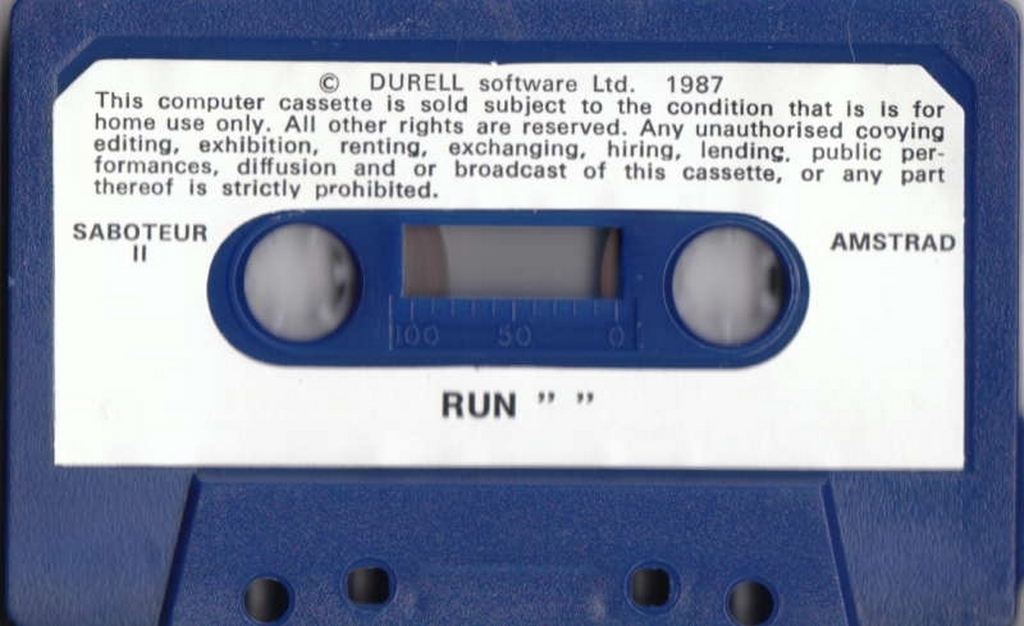 © DURELL software Ltd. 1987
This computer cassette is sold subject to the condition that is is for
home use only. All other rights are reserved. Any unauthorised copying
editing, exhibition, renting, exchanging, hiring, lending, public per-
formances, diffusion and or broadcast of this cassette, or any part
thereof is strictly prohibited.
SABOTEUR
II
AMSTRAD
100 50 0
RUN " "